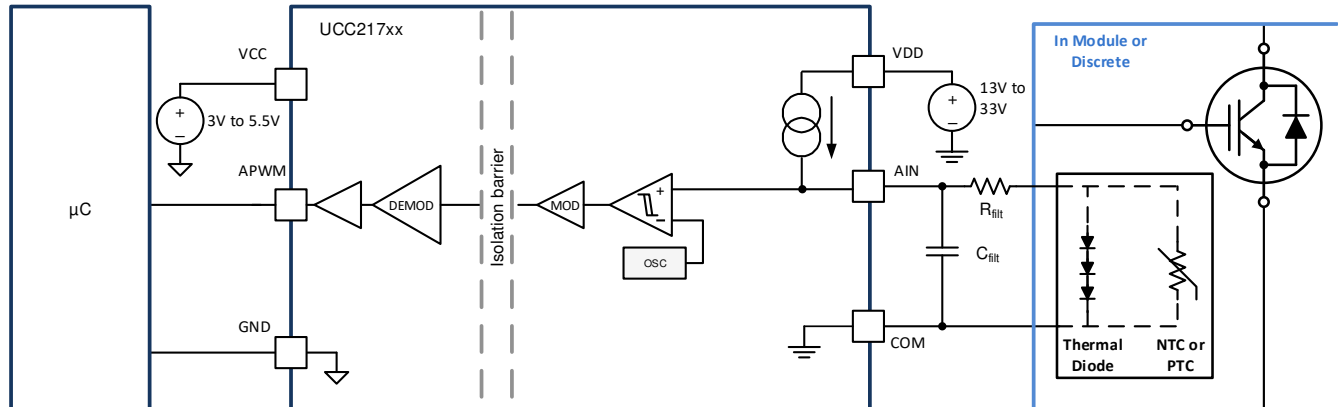 UCC217xx
In Module or
Discrete
VCC
VDD
+
−
3V to 5.5V
+
−
13V to
33V
APWM
AIN
µC
DEMOD
Isolation barrier
MOD
+
−
OSC
Rfilt
Cfilt
GND
COM
Thermal
Diode
NTC or
PTC